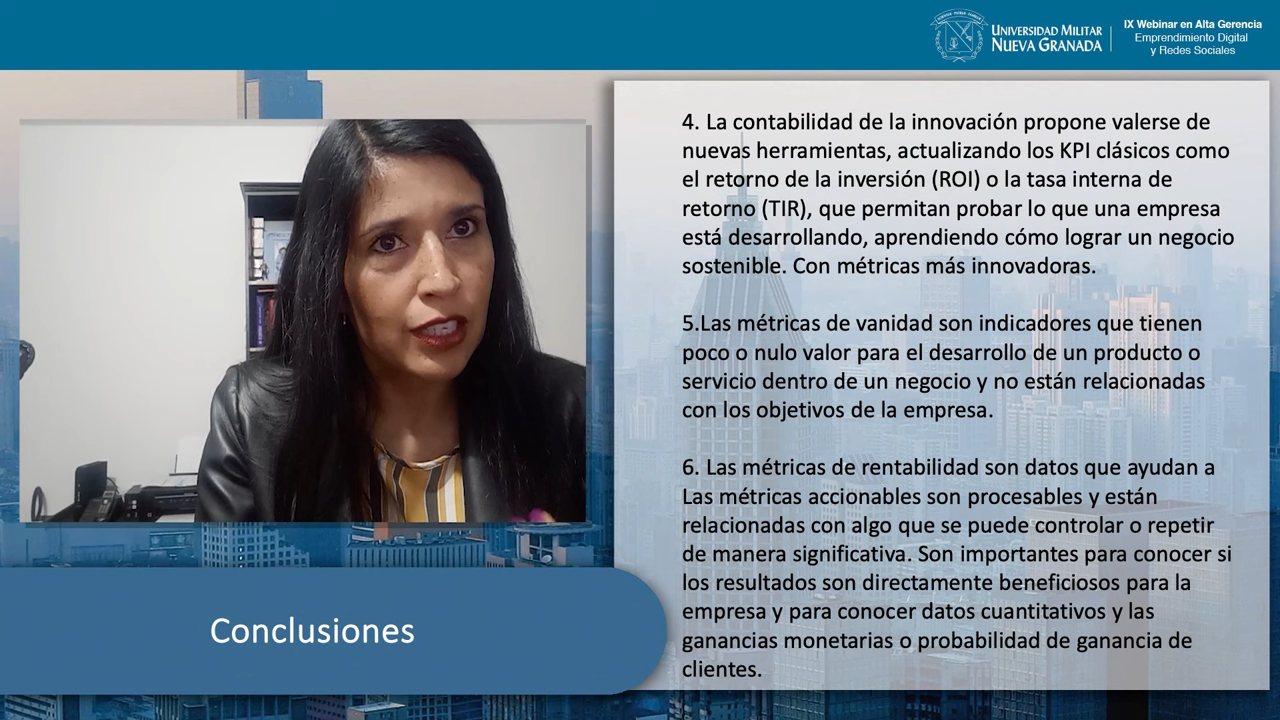 UNIVERSIDAD MILITAR
NUEVA GRANADA
IX Webinar en Alta Gerencia
Emprendimiento Digital
y Redes Sociales
4. La contabilidad de la innovación propone valerse de
nuevas herramientas, actualizando los KPI clásicos como
el retorno de la inversión (ROI) o la tasa interna de
retorno (TIR), que permitan probar lo que una empresa
está desarrollando, aprendiendo cómo lograr un negocio
sostenible. Con métricas más innovadoras.
5.Las métricas de vanidad son indicadores que tienen
poco o nulo valor para el desarrollo de un producto o
servicio dentro de un negocio y no están relacionadas
con los objetivos de la empresa.
6. Las métricas de rentabilidad son datos que ayudan a
Las métricas accionables son procesables y están
relacionadas con algo que se puede controlar o repetir
de manera significativa. Son importantes para conocer si
los resultados son directamente beneficiosos para la
empresa y para conocer datos cuantitativos y las
ganancias monetarias o probabilidad de ganancia de
clientes.
Conclusiones